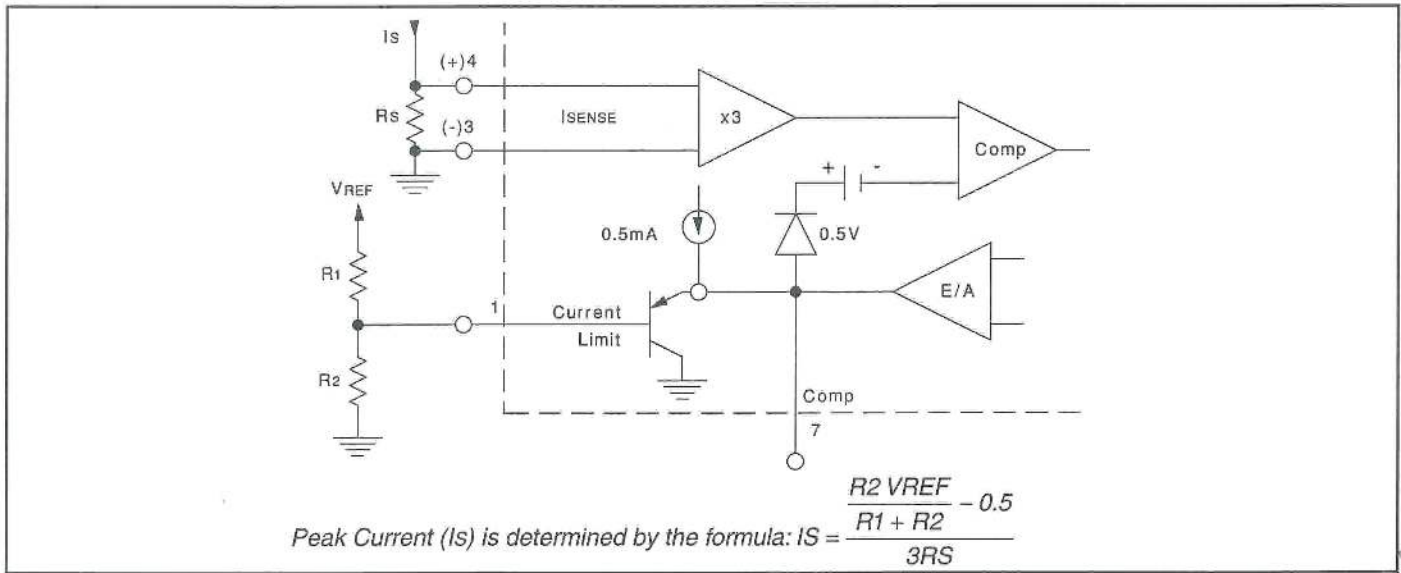 Is
(+)4
Rs
ISENSE
x3
(-)3
Comp
+ -
VREF
0.5mA
0.5V
R1
E/A
1
Current
Limit
R2
Comp
7
Peak Current (Is) is determined by the formula: IS = (R2 VREF / (R1 + R2) – 0.5) / 3RS